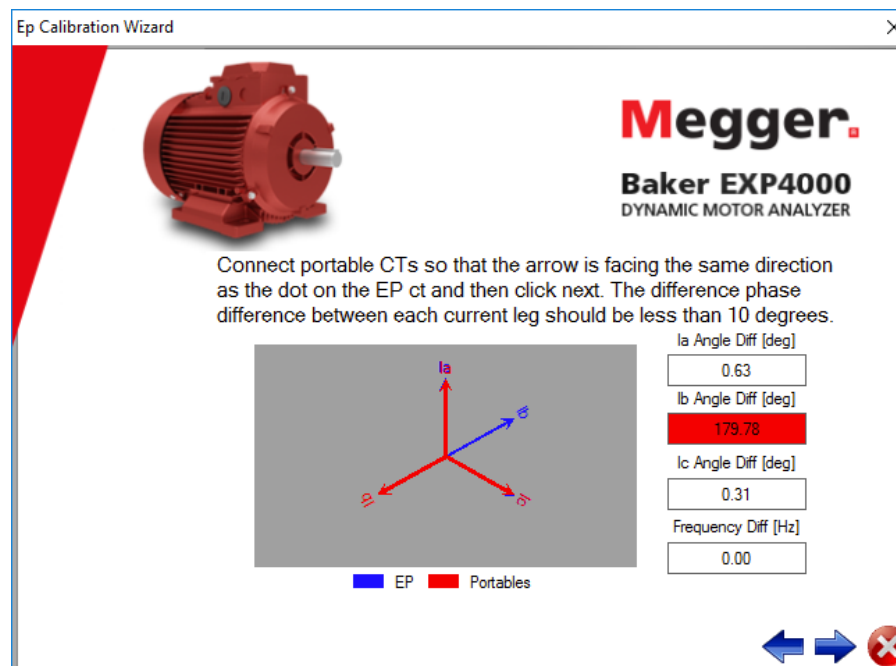 Ep Calibration Wizard
Megger.
Baker EXP4000
DYNAMIC MOTOR ANALYZER
Connect portable CTs so that the arrow is facing the same direction
as the dot on the EP ct and then click next. The difference phase
difference between each current leg should be less than 10 degrees.
Ia Angle Diff [deg]
0.63
Ib Angle Diff [deg]
179.78
Ic Angle Diff [deg]
0.31
Frequency Diff [Hz]
0.00
Ia
Ib
Ib
Ic
EP
Portables